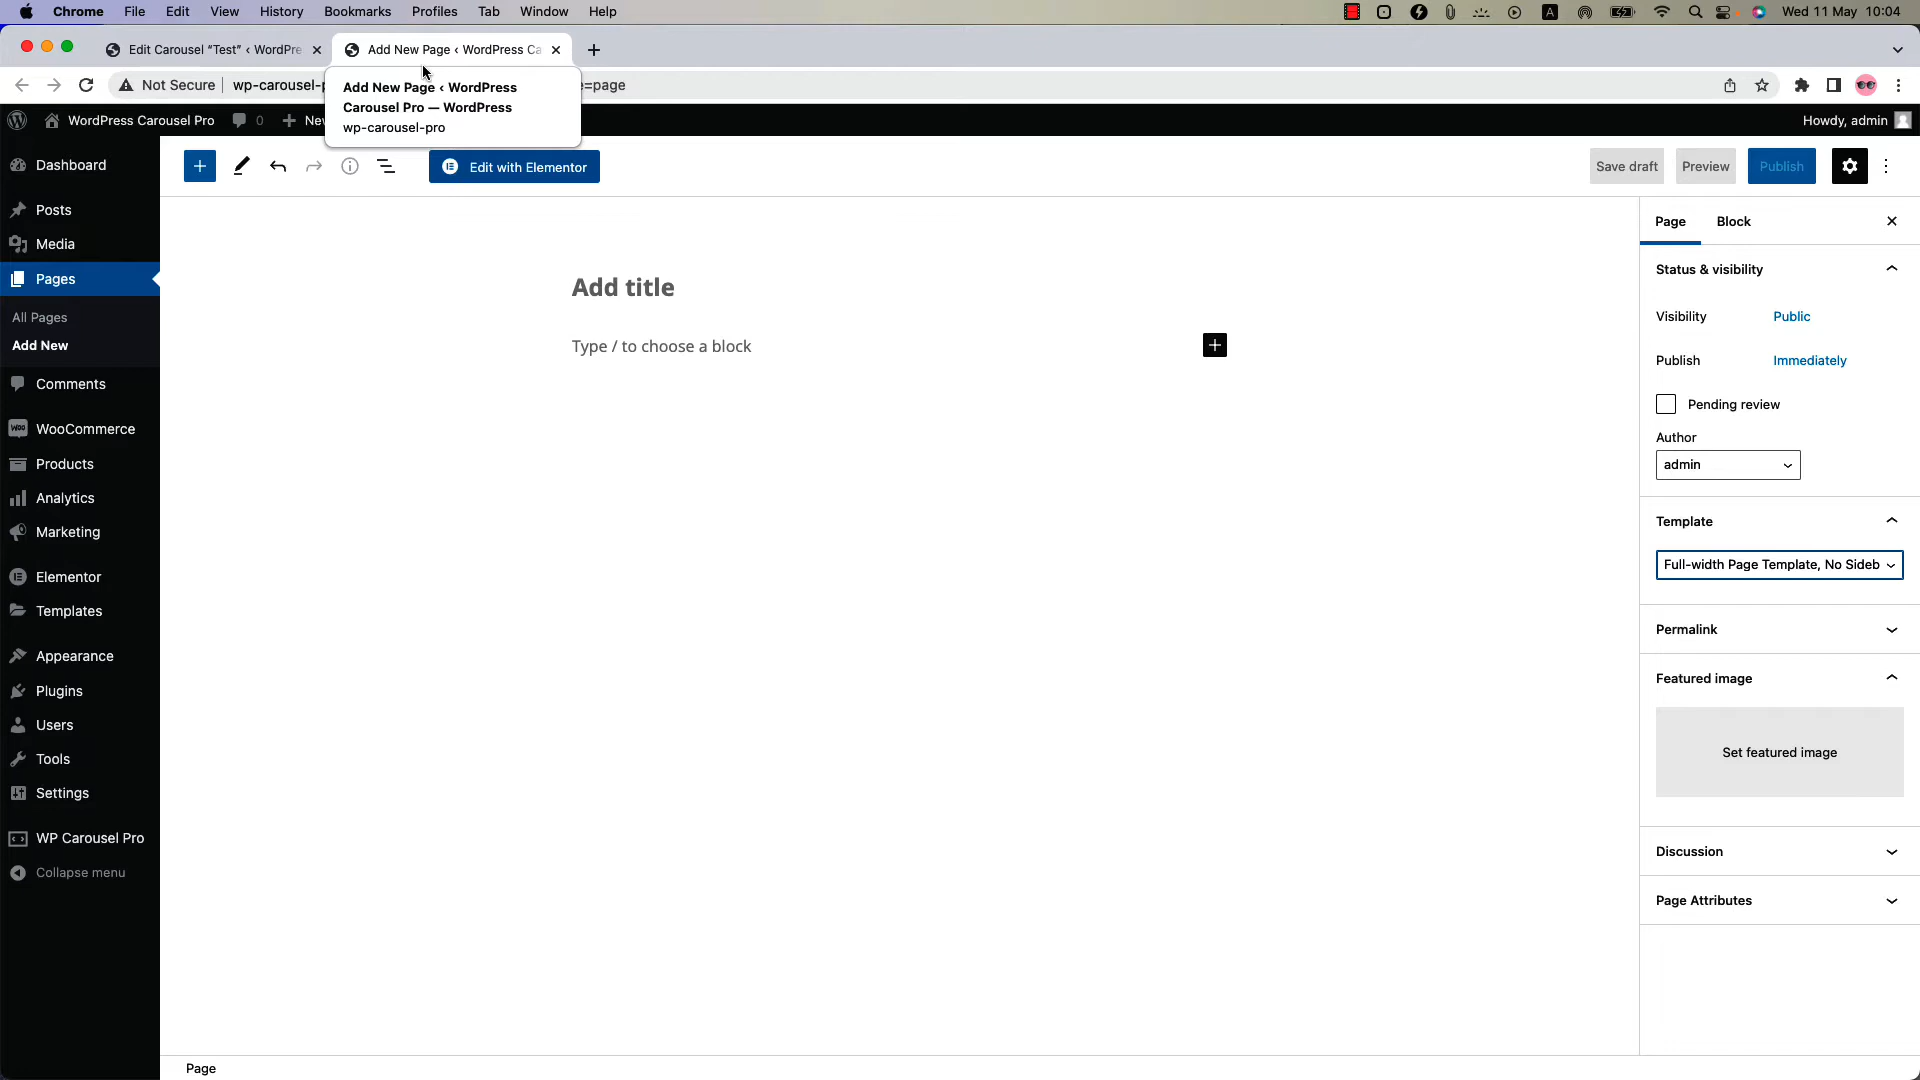 Chrome File Edit View History Bookmarks Profiles Tab Window Help A Wed 11 May 10:04
Edit Carousel “Test” ‹ WordPre Add New Page ‹ WordPress Ca
Not Secure wp-carousel-p =page
Add New Page ‹ WordPress
Carousel Pro — WordPress
wp-carousel-pro
WordPress Carousel Pro 0 New Howdy, admin
Dashboard
Posts
Media
Pages
All Pages
Add New
Comments
WooCommerce
Products
Analytics
Marketing
Elementor
Templates
Appearance
Plugins
Users
Tools
Settings
WP Carousel Pro
Collapse menu
Edit with Elementor Save draft Preview Publish
Add title
Type / to choose a block
Page Block
Status & visibility
Visibility Public
Publish Immediately
Pending review
Author
admin
Template
Full-width Page Template, No Sideb
Permalink
Featured image
Set featured image
Discussion
Page Attributes
Page